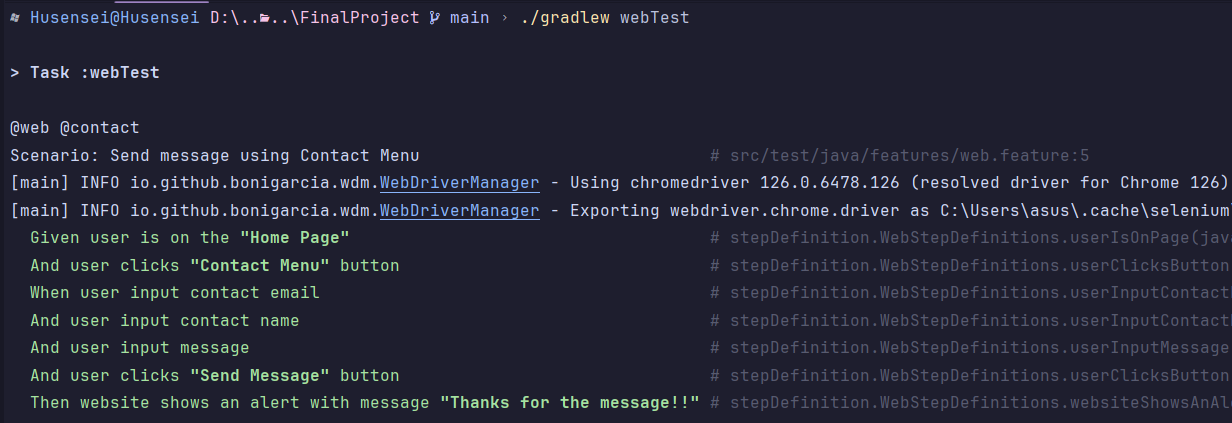 Husensei@Husensei D:\..\..\FinalProject main › ./gradlew webTest
> Task :webTest
@web @contact
Scenario: Send message using Contact Menu # src/test/java/features/web.feature:5
[main] INFO io.github.bonigarcia.wdm.WebDriverManager - Using chromedriver 126.0.6478.126 (resolved driver for Chrome 126)
[main] INFO io.github.bonigarcia.wdm.WebDriverManager - Exporting webdriver.chrome.driver as C:\Users\asus\.cache\selenium
Given user is on the "Home Page" # stepDefinition.WebStepDefinitions.userIsOnPage(jav
And user clicks "Contact Menu" button # stepDefinition.WebStepDefinitions.userClicksButton
When user input contact email # stepDefinition.WebStepDefinitions.userInputContact
And user input contact name # stepDefinition.WebStepDefinitions.userInputContact
And user input message # stepDefinition.WebStepDefinitions.userInputMessage
And user clicks "Send Message" button # stepDefinition.WebStepDefinitions.userClicksButton
Then website shows an alert with message "Thanks for the message!!" # stepDefinition.WebStepDefinitions.websiteShowsAnAl